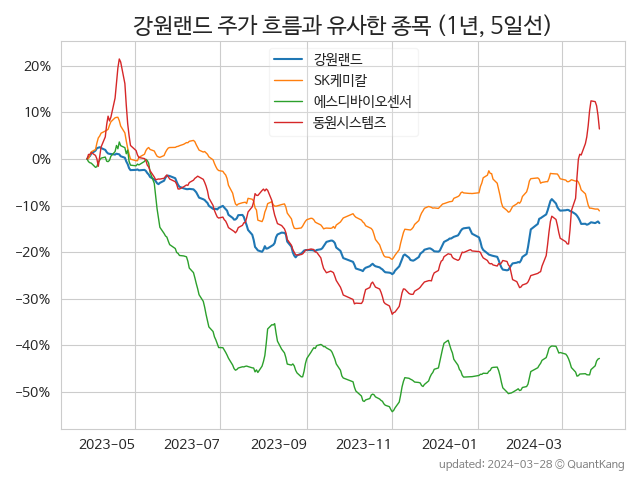 강원랜드 주가 흐름과 유사한 종목 (1년, 5일선)
강원랜드
SK케미칼
에스디바이오센서
동원시스템즈
20%
10%
0%
−10%
−20%
−30%
−40%
−50%
2023-05 2023-07 2023-09 2023-11 2024-01 2024-03
updated: 2024-03-28 © QuantKang